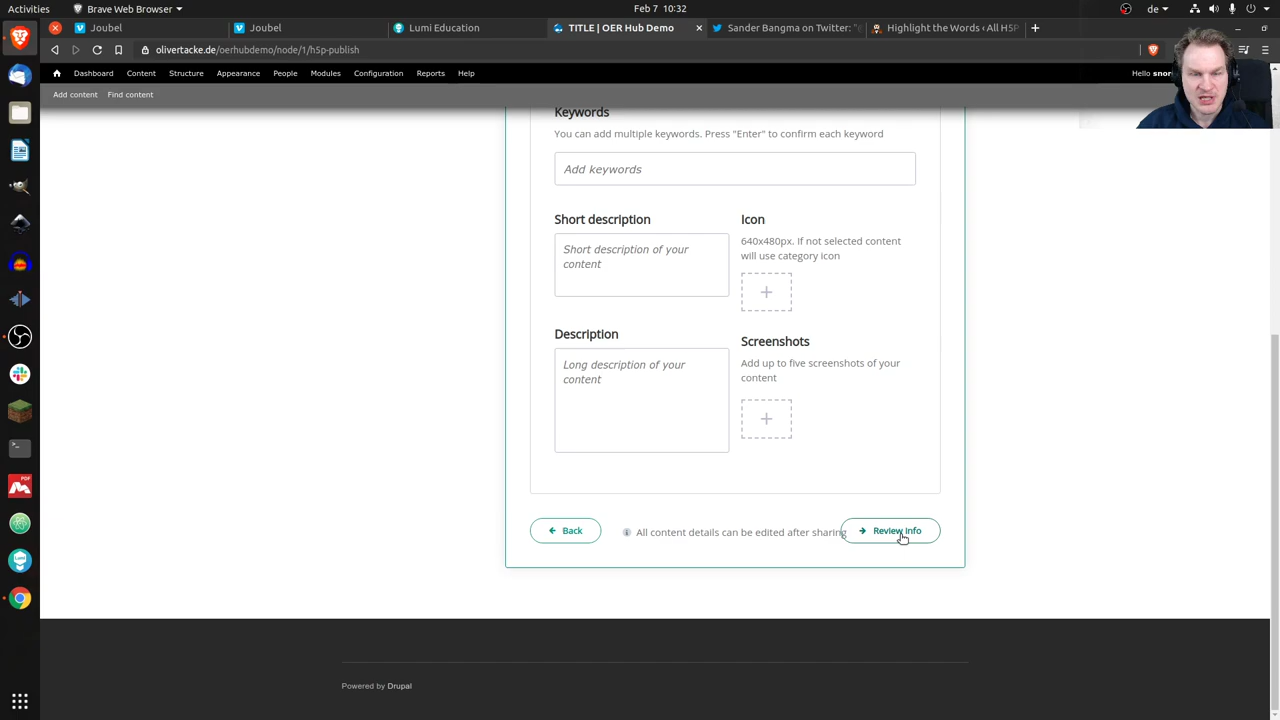 Activities
Brave Web Browser
Feb 7 10:32
de
Joubel
Joubel
Lumi Education
TITLE | OER Hub Demo
Sander Bangma on Twitter: "@
Highlight the Words ‹ All H5P
olivertacke.de/oerhubdemo/node/1/h5p-publish
Dashboard Content Structure Appearance People Modules Configuration Reports Help
Hello snor
Add content Find content
Keywords
You can add multiple keywords. Press "Enter" to confirm each keyword
Add keywords
Short description
Short description of your
content
Icon
640x480px. If not selected content
will use category icon
Description
Long description of your
content
Screenshots
Add up to five screenshots of your
content
Back
All content details can be edited after sharing
Review info
Powered by Drupal